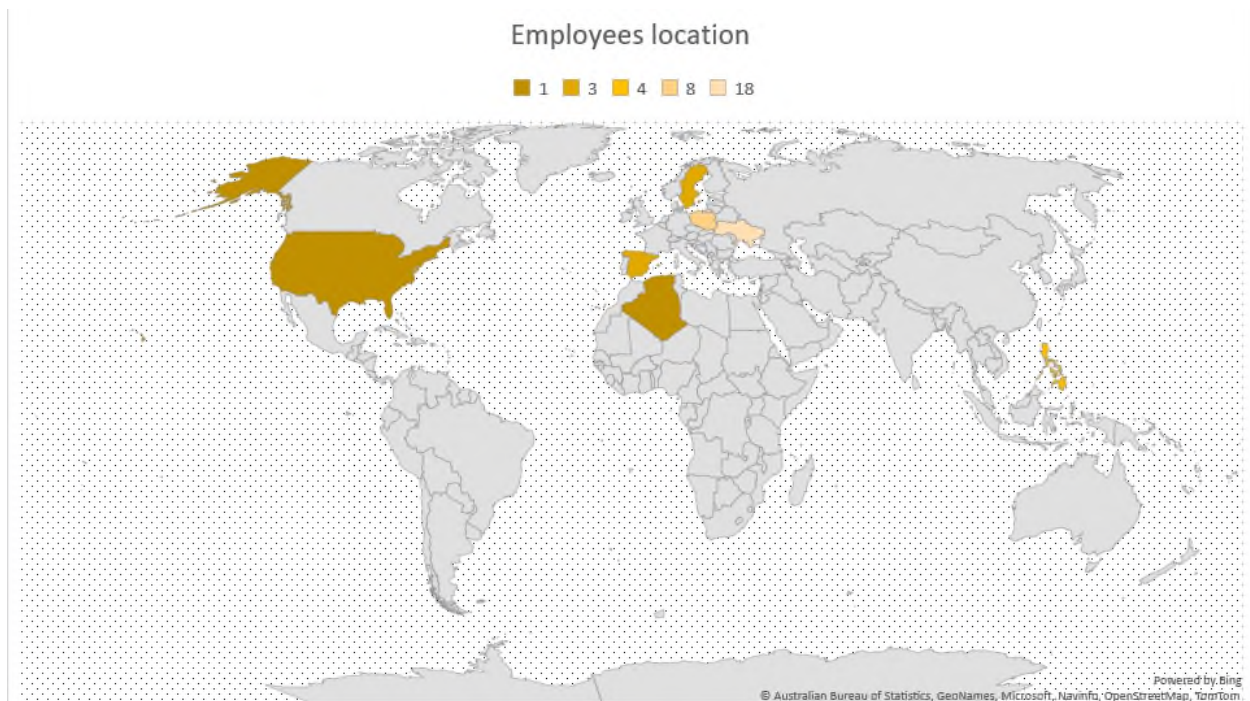 Employees location
1 3 4 8 18
Powered by Bing
© Australian Bureau of Statistics, GeoNames, Microsoft, Navinfo, OpenStreetMap, TomTom